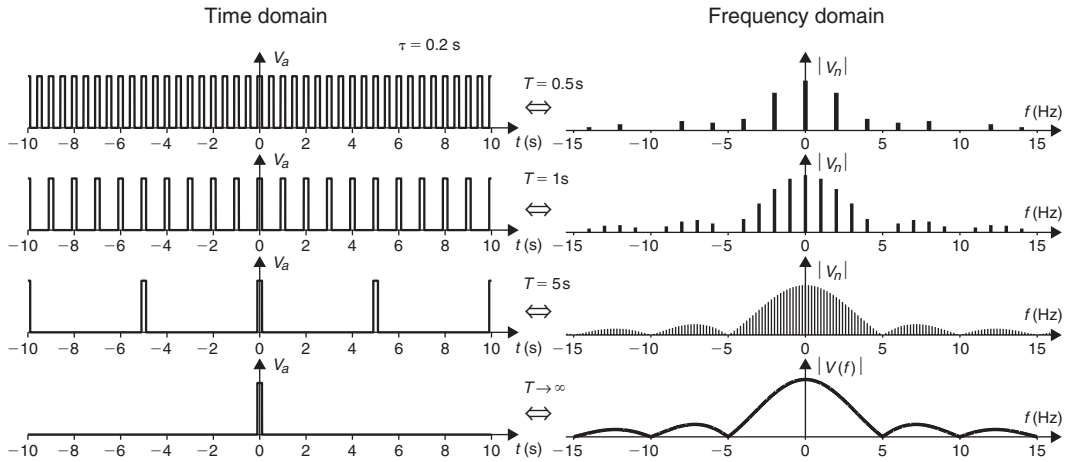 Time domain
Frequency domain
τ = 0.2 s
V_a
T = 0.5s
⇔
|V_n|
f (Hz)
−10 −8 −6 −4 −2 0 2 4 6 8 10 t (s)
−15 −10 −5 0 5 10 15
V_a
T = 1s
⇔
|V_n|
f (Hz)
−10 −8 −6 −4 −2 0 2 4 6 8 10 t (s)
−15 −10 −5 0 5 10 15
V_a
T = 5s
⇔
|V_n|
f (Hz)
−10 −8 −6 −4 −2 0 2 4 6 8 10 t (s)
−15 −10 −5 0 5 10 15
V_a
T → ∞
⇔
|V(f)|
f (Hz)
−10 −8 −6 −4 −2 0 2 4 6 8 10 t (s)
−15 −10 −5 0 5 10 15